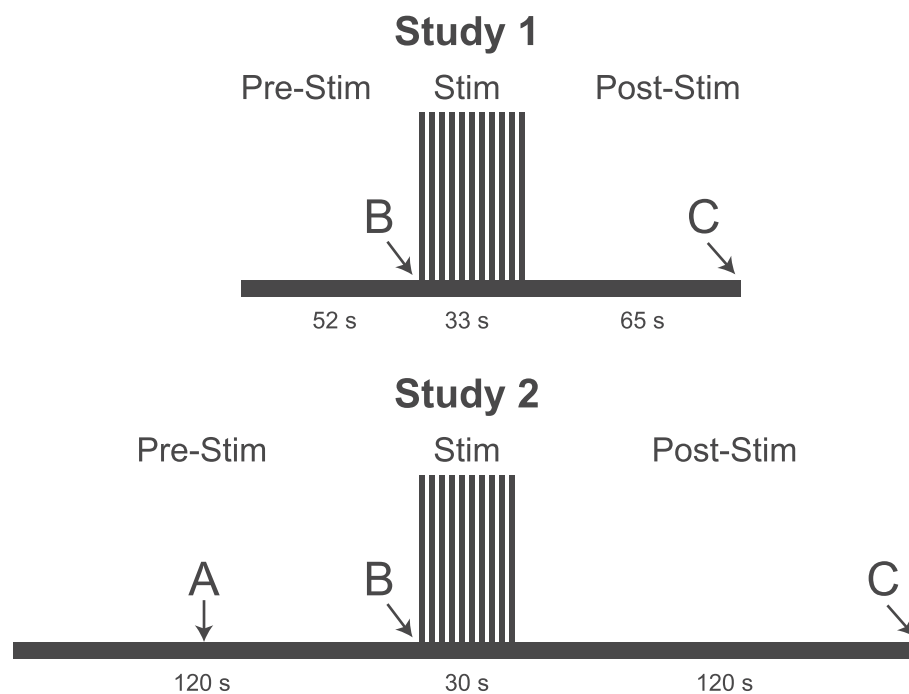 Study 1
Pre-Stim Stim Post-Stim
B C
52 s 33 s 65 s
Study 2
Pre-Stim Stim Post-Stim
A B C
120 s 30 s 120 s